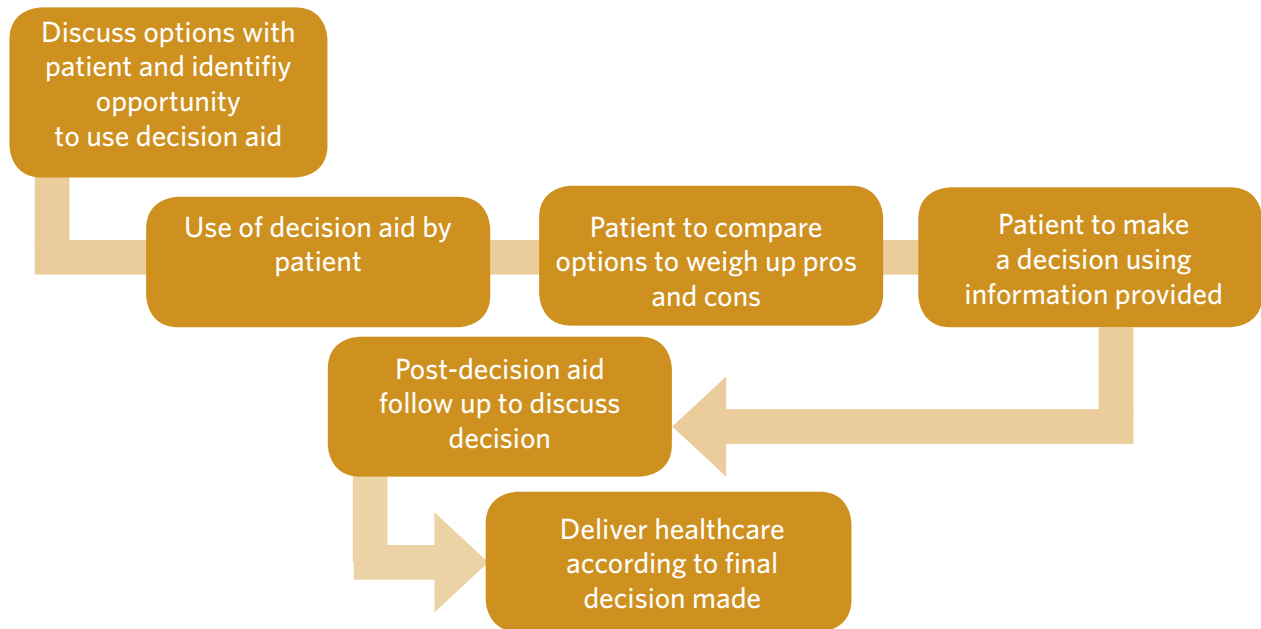 Discuss options with
patient and identifiy
opportunity
to use decision aid
Use of decision aid by
patient
Patient to compare
options to weigh up pros
and cons
Patient to make
a decision using
information provided
Post-decision aid
follow up to discuss
decision
Deliver healthcare
according to final
decision made